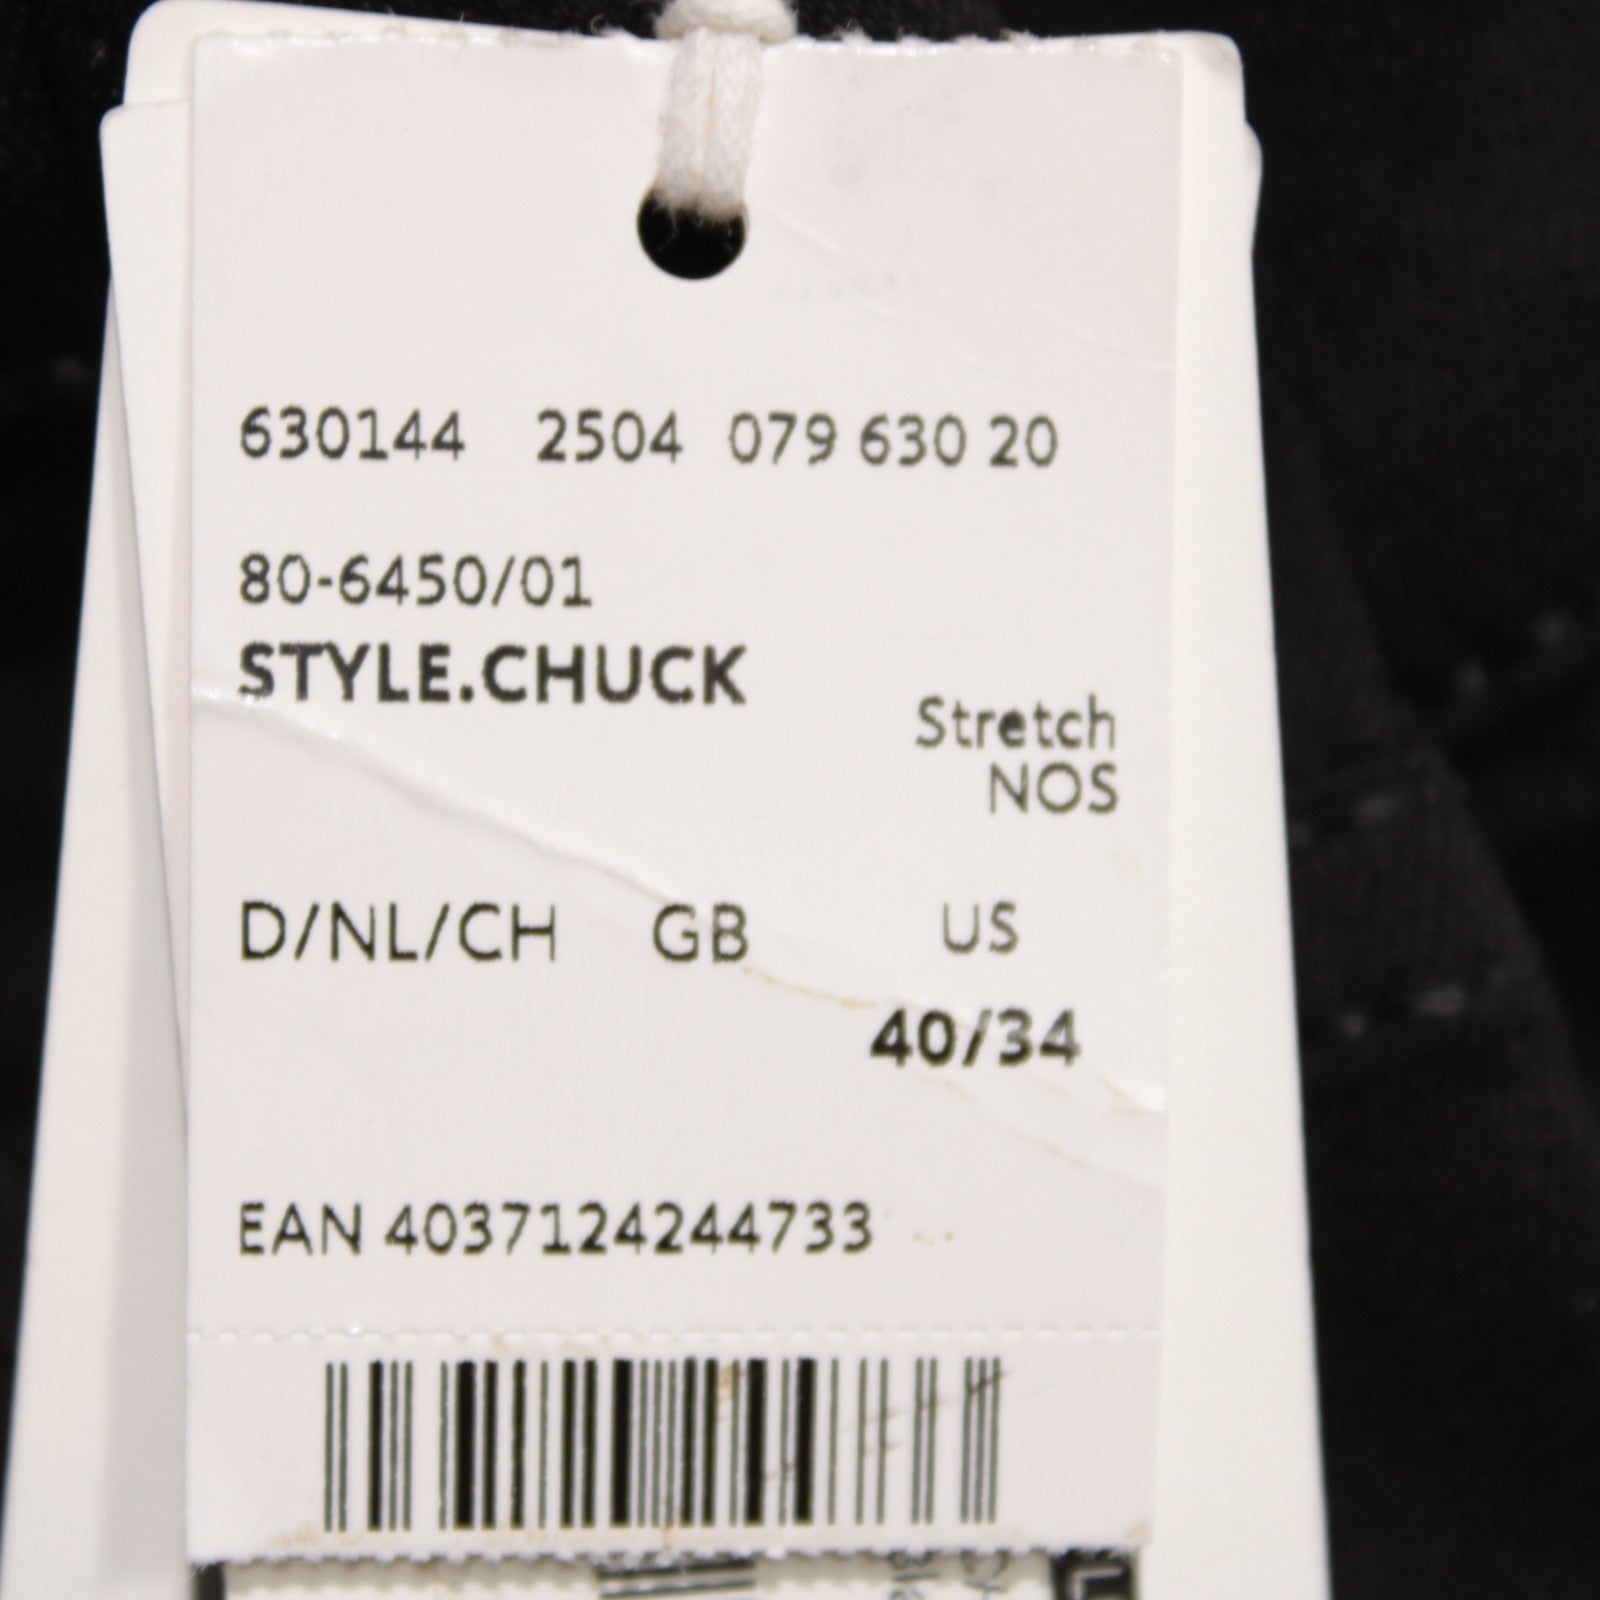 630144 2504 079 630 20
80-6450/01
STYLE.CHUCK
Stretch
NOS
D/NL/CH GB US
40/34
EAN 4037124244733